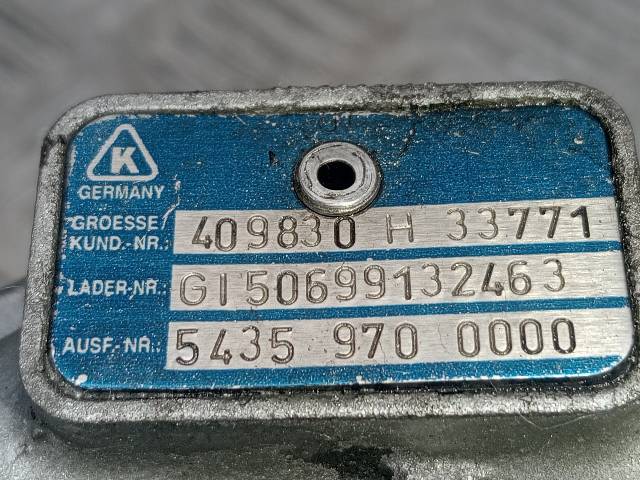 K
GERMANY
GROESSE/
KUND.-NR.: 409830 H 33771
LADER-NR.: GI50699132463
AUSF.-NR.: 5435 970 0000